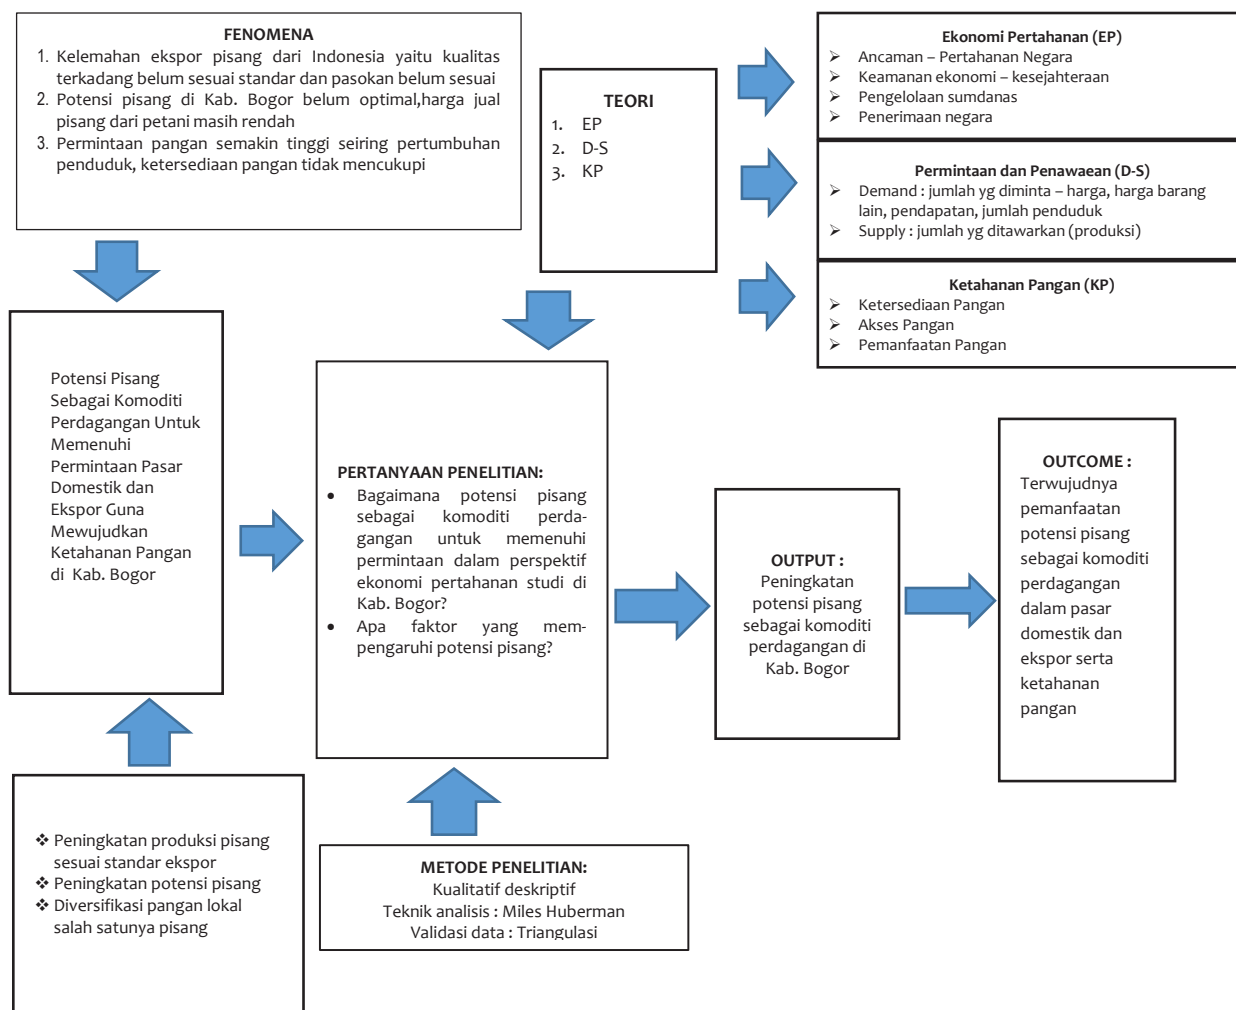 FENOMENA
1. Kelemahan ekspor pisang dari Indonesia yaitu kualitas
terkadang belum sesuai standar dan pasokan belum sesuai
2. Potensi pisang di Kab. Bogor belum optimal,harga jual
pisang dari petani masih rendah
3. Permintaan pangan semakin tinggi seiring pertumbuhan
penduduk, ketersediaan pangan tidak mencukupi
TEORI
1. EP
2. D-S
3. KP
Ekonomi Pertahanan (EP)
➢ Ancaman – Pertahanan Negara
➢ Keamanan ekonomi – kesejahteraan
➢ Pengelolaan sumdanas
➢ Penerimaan negara
Permintaan dan Penawaean (D-S)
➢ Demand : jumlah yg diminta – harga, harga barang
lain, pendapatan, jumlah penduduk
➢ Supply : jumlah yg ditawarkan (produksi)
Ketahanan Pangan (KP)
➢ Ketersediaan Pangan
➢ Akses Pangan
➢ Pemanfaatan Pangan
Potensi Pisang
Sebagai Komoditi
Perdagangan Untuk
Memenuhi
Permintaan Pasar
Domestik dan
Ekspor Guna
Mewujudkan
Ketahanan Pangan
di Kab. Bogor
PERTANYAAN PENELITIAN:
• Bagaimana potensi pisang
sebagai komoditi perda-
gangan untuk memenuhi
permintaan dalam perspektif
ekonomi pertahanan studi di
Kab. Bogor?
• Apa faktor yang mem-
pengaruhi potensi pisang?
OUTPUT :
Peningkatan
potensi pisang
sebagai komoditi
perdagangan di
Kab. Bogor
OUTCOME :
Terwujudnya
pemanfaatan
potensi pisang
sebagai komoditi
perdagangan
dalam pasar
domestik dan
ekspor serta
ketahanan
pangan
❖ Peningkatan produksi pisang
sesuai standar ekspor
❖ Peningkatan potensi pisang
❖ Diversifikasi pangan lokal
salah satunya pisang
METODE PENELITIAN:
Kualitatif deskriptif
Teknik analisis : Miles Huberman
Validasi data : Triangulasi